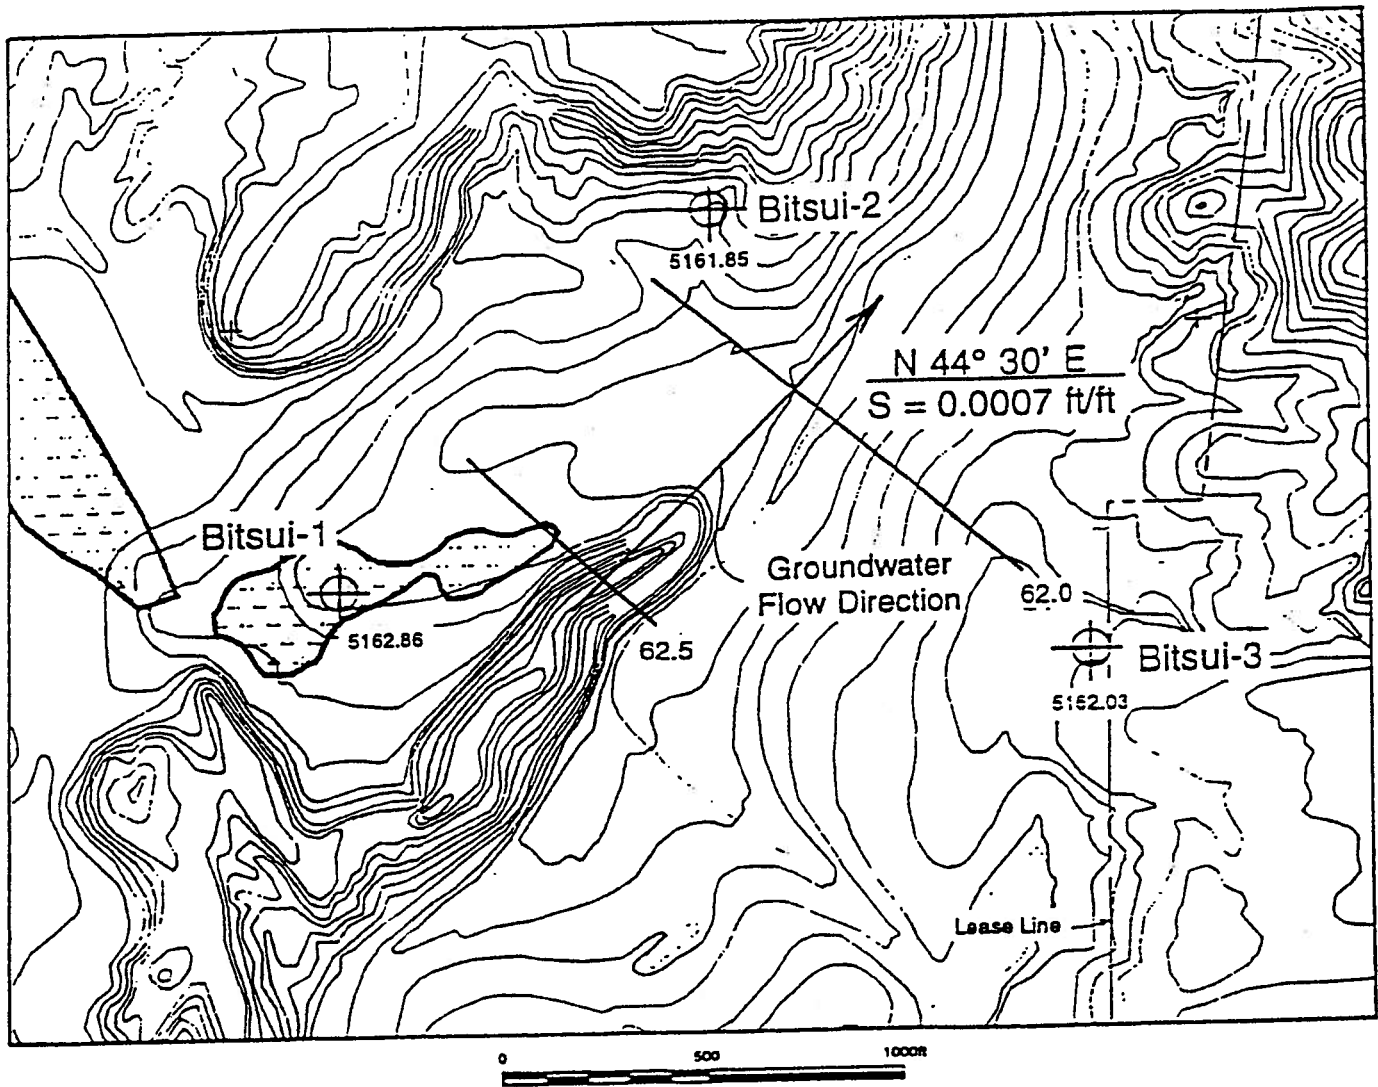 Bitsui-2
5161.85
N 44° 30' E
S = 0.0007 ft/ft
Bitsui-1
5162.86
Groundwater
Flow Direction
62.0
62.5
Bitsui-3
5162.03
Lease Line
0 500 1000ft